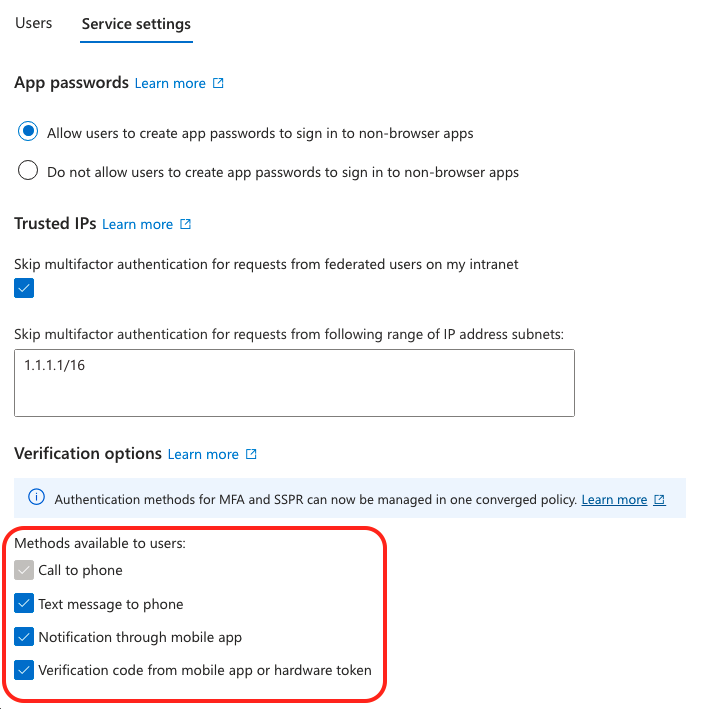 Users Service settings
App passwords Learn more
Allow users to create app passwords to sign in to non-browser apps
Do not allow users to create app passwords to sign in to non-browser apps
Trusted IPs Learn more
Skip multifactor authentication for requests from federated users on my intranet
Skip multifactor authentication for requests from following range of IP address subnets:
1.1.1.1/16
Verification options Learn more
Authentication methods for MFA and SSPR can now be managed in one converged policy. Learn more
Methods available to users:
Call to phone
Text message to phone
Notification through mobile app
Verification code from mobile app or hardware token